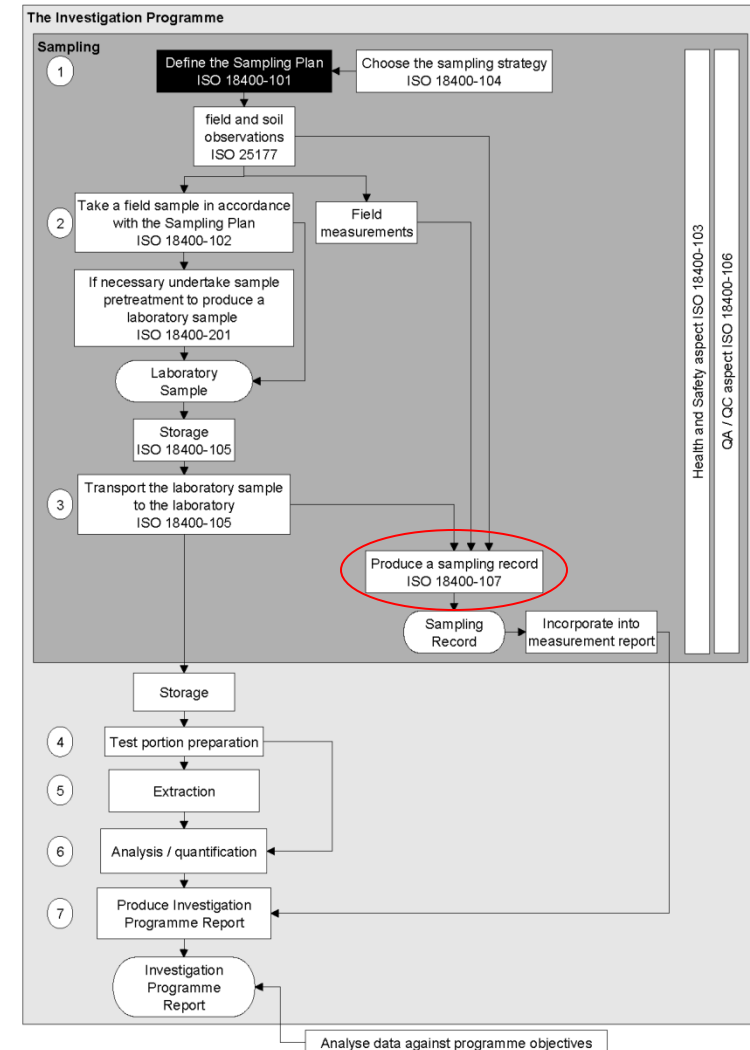 The Investigation Programme
Sampling
1
Define the Sampling Plan
ISO 18400-101
Choose the sampling strategy
ISO 18400-104
field and soil
observations
ISO 25177
2
Take a field sample in accordance
with the Sampling Plan
ISO 18400-102
Field
measurements
If necessary undertake sample
pretreatment to produce a
laboratory sample
ISO 18400-201
Laboratory
Sample
Storage
ISO 18400-105
3
Transport the laboratory sample
to the laboratory
ISO 18400-105
Produce a sampling record
ISO 18400-107
Sampling
Record
Incorporate into
measurement report
Health and Safety aspect ISO 18400-103
QA / QC aspect ISO 18400-106
Storage
4
Test portion preparation
5
Extraction
6
Analysis / quantification
7
Produce Investigation
Programme Report
Investigation
Programme
Report
Analyse data against programme objectives